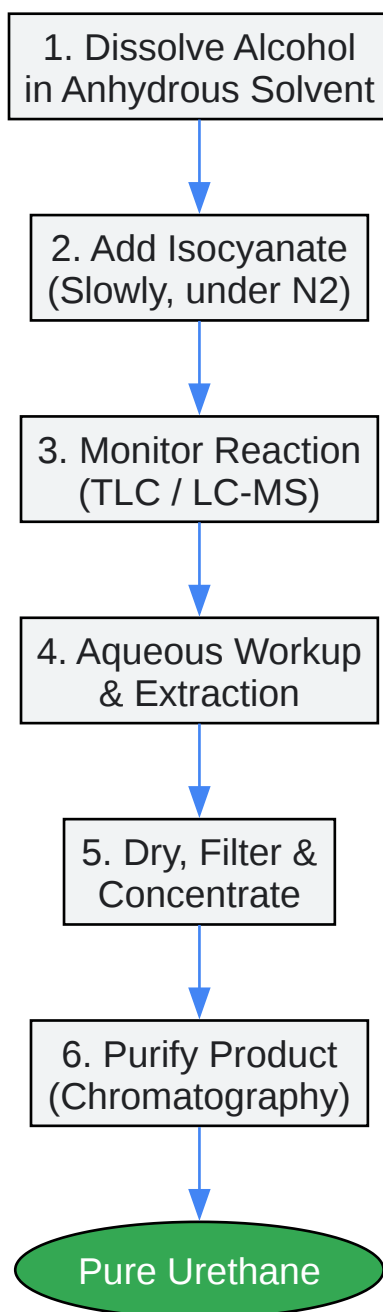 1. Dissolve Alcohol
in Anhydrous Solvent
2. Add Isocyanate
(Slowly, under N2)
3. Monitor Reaction
(TLC / LC-MS)
4. Aqueous Workup
& Extraction
5. Dry, Filter &
Concentrate
6. Purify Product
(Chromatography)
Pure Urethane